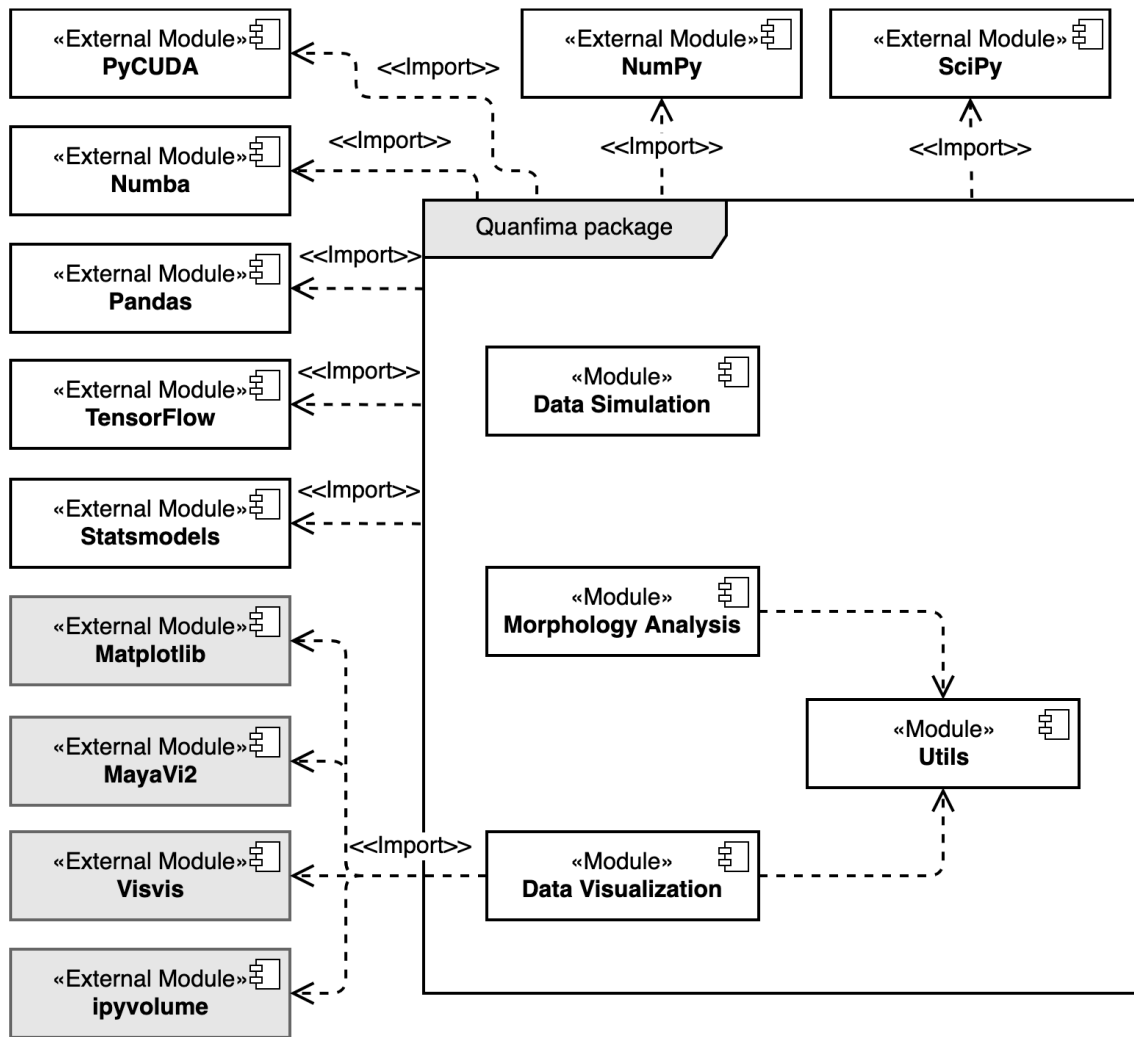 «External Module»
PyCUDA
<<Import>>
«External Module»
NumPy
«External Module»
SciPy
«External Module»
Numba
<<Import>>
<<Import>>
<<Import>>
Quanfima package
«External Module»
Pandas
<<Import>>
«External Module»
TensorFlow
<<Import>>
«Module»
Data Simulation
«External Module»
Statsmodels
<<Import>>
«External Module»
Matplotlib
«Module»
Morphology Analysis
«External Module»
MayaVi2
«Module»
Utils
«External Module»
Visvis
<<Import>>
«Module»
Data Visualization
«External Module»
ipyvolume